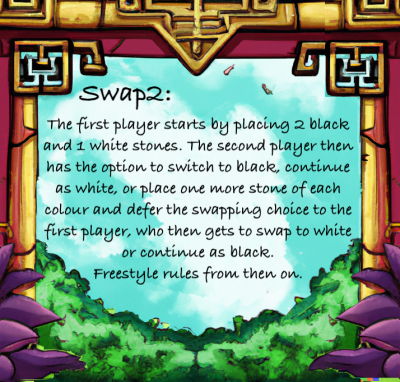 Swap2:
The first player starts by placing 2 black
and 1 white stones. The second player then
has the option to switch to black, continue
as white, or place one more stone of each
colour and defer the swapping choice to the
first player, who then gets to swap to white
or continue as black.
Freestyle rules from then on.